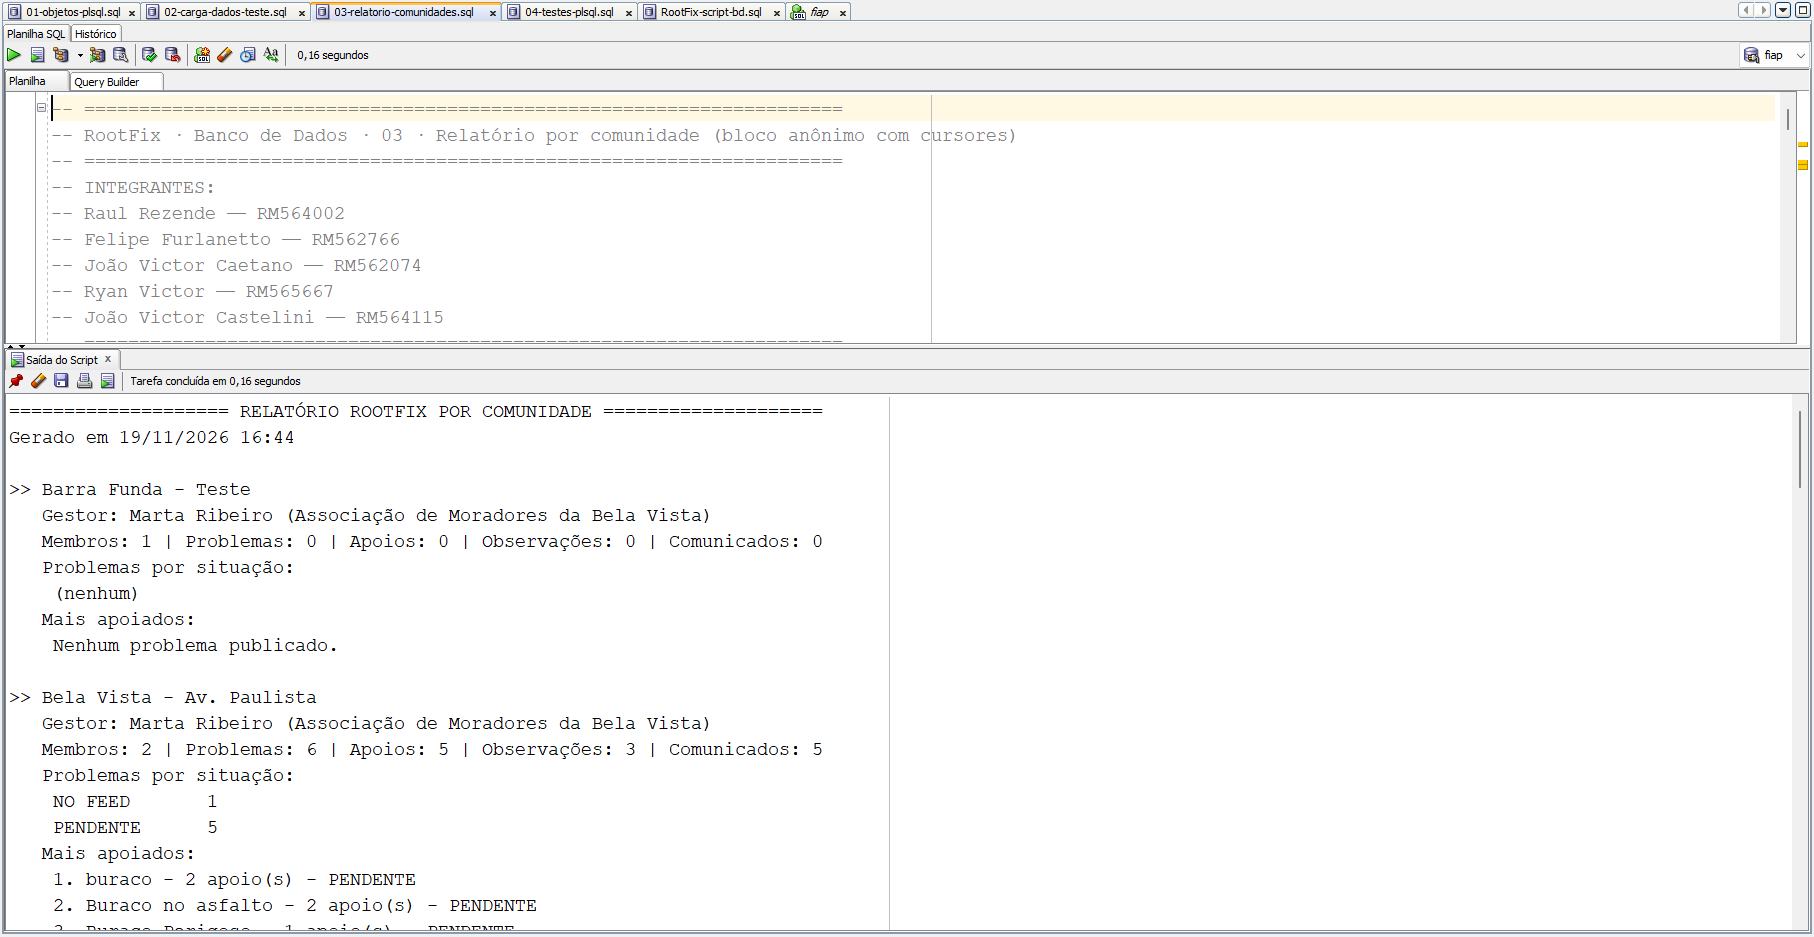 01-objetos-plsql.sql 02-carga-dados-teste.sql 03-relatorio-comunidades.sql 04-testes-plsql.sql RootFix-script-bd.sql fiap
Planilha SQL Histórico
0,16 segundos fiap
Planilha Query Builder
-- =====================================================================
-- RootFix · Banco de Dados · 03 · Relatório por comunidade (bloco anônimo com cursores)
-- =====================================================================
-- INTEGRANTES:
-- Raul Rezende — RM564002
-- Felipe Furlanetto — RM562766
-- João Victor Caetano — RM562074
-- Ryan Victor — RM565667
-- João Victor Castelini — RM564115
Saída do Script
Tarefa concluída em 0,16 segundos
==================== RELATÓRIO ROOTFIX POR COMUNIDADE ====================
Gerado em 19/11/2026 16:44
>> Barra Funda - Teste
Gestor: Marta Ribeiro (Associação de Moradores da Bela Vista)
Membros: 1 | Problemas: 0 | Apoios: 0 | Observações: 0 | Comunicados: 0
Problemas por situação:
(nenhum)
Mais apoiados:
Nenhum problema publicado.
>> Bela Vista - Av. Paulista
Gestor: Marta Ribeiro (Associação de Moradores da Bela Vista)
Membros: 2 | Problemas: 6 | Apoios: 5 | Observações: 3 | Comunicados: 5
Problemas por situação:
NO FEED 1
PENDENTE 5
Mais apoiados:
1. buraco - 2 apoio(s) - PENDENTE
2. Buraco no asfalto - 2 apoio(s) - PENDENTE